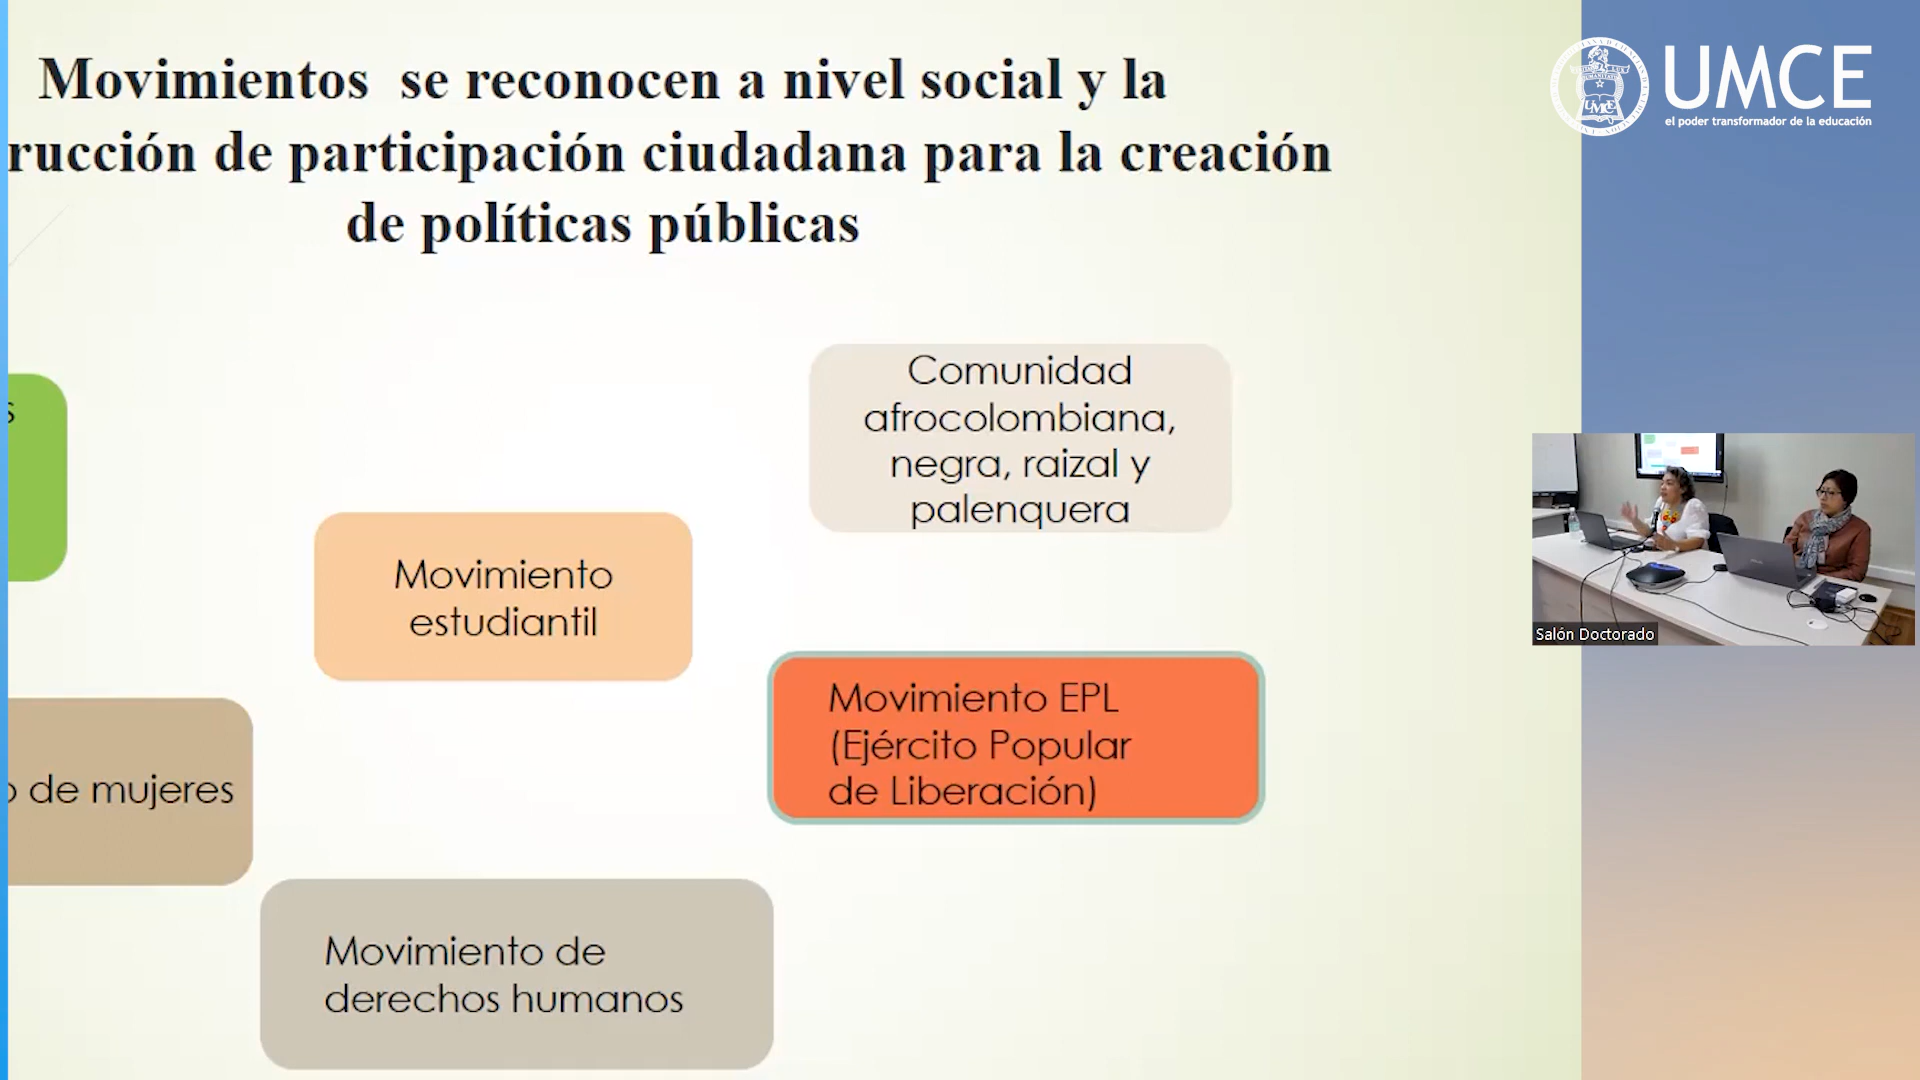 Movimientos se reconocen a nivel social y la
rucción de participación ciudadana para la creación
de políticas públicas
UMCE
el poder transformador de la educación
s
Comunidad
afrocolombiana,
negra, raizal y
palenquera
Movimiento
estudiantil
Movimiento EPL
(Ejército Popular
de Liberación)
o de mujeres
Movimiento de
derechos humanos
Salón Doctorado